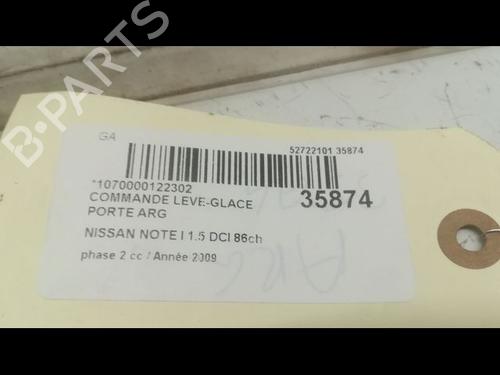 B-PARTS
GA
52722101 35874
*1070000122302
COMMANDE LEVE-GLACE
PORTE ARG
35874
NISSAN NOTE I 1.5 DCI 86ch
phase 2 cc / Année 2009
ARG